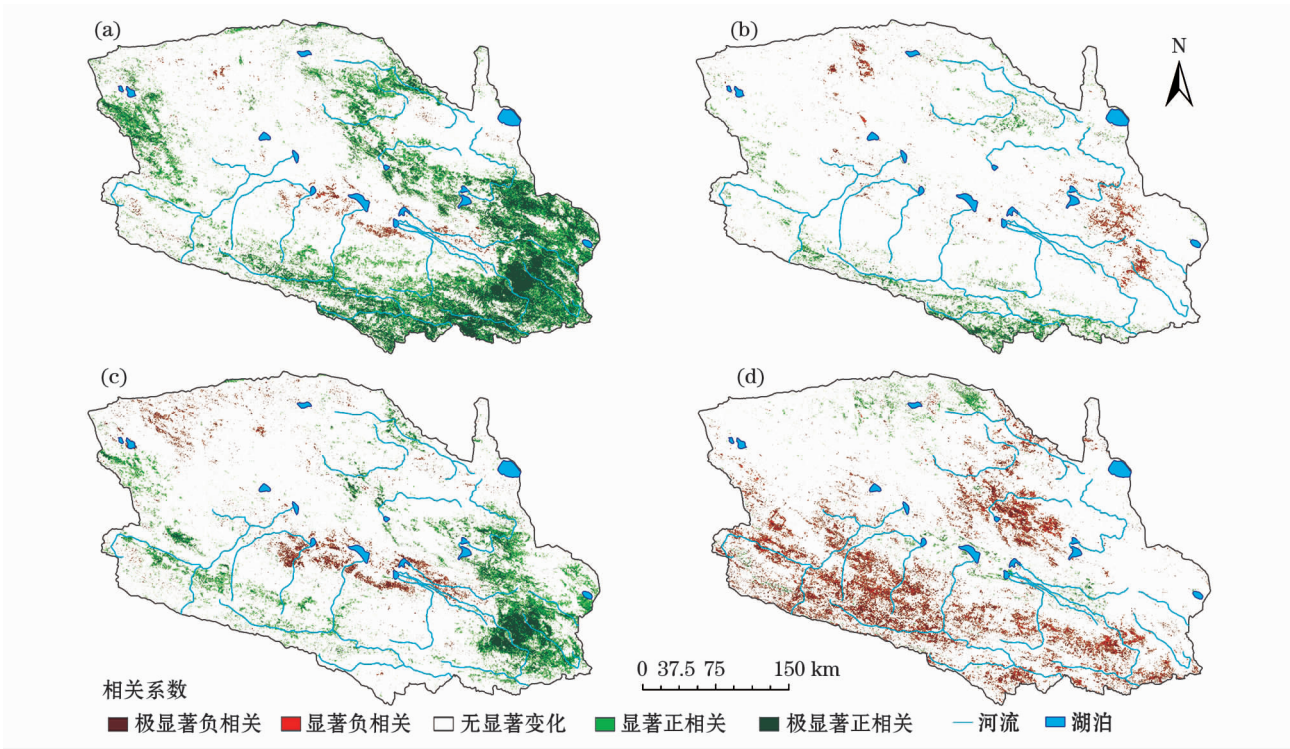 (a)
(b)
N
(c)
(d)
0 37.5 75 150 km
相关系数
极显著负相关 显著负相关 无显著变化 显著正相关 极显著正相关 河流 湖泊